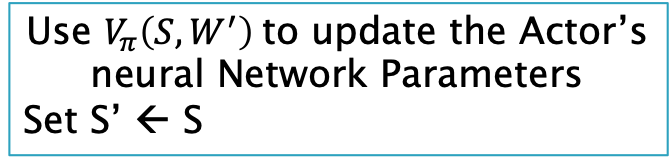 Use V_π(S, W′) to update the Actor's
neural Network Parameters
Set S' ← S